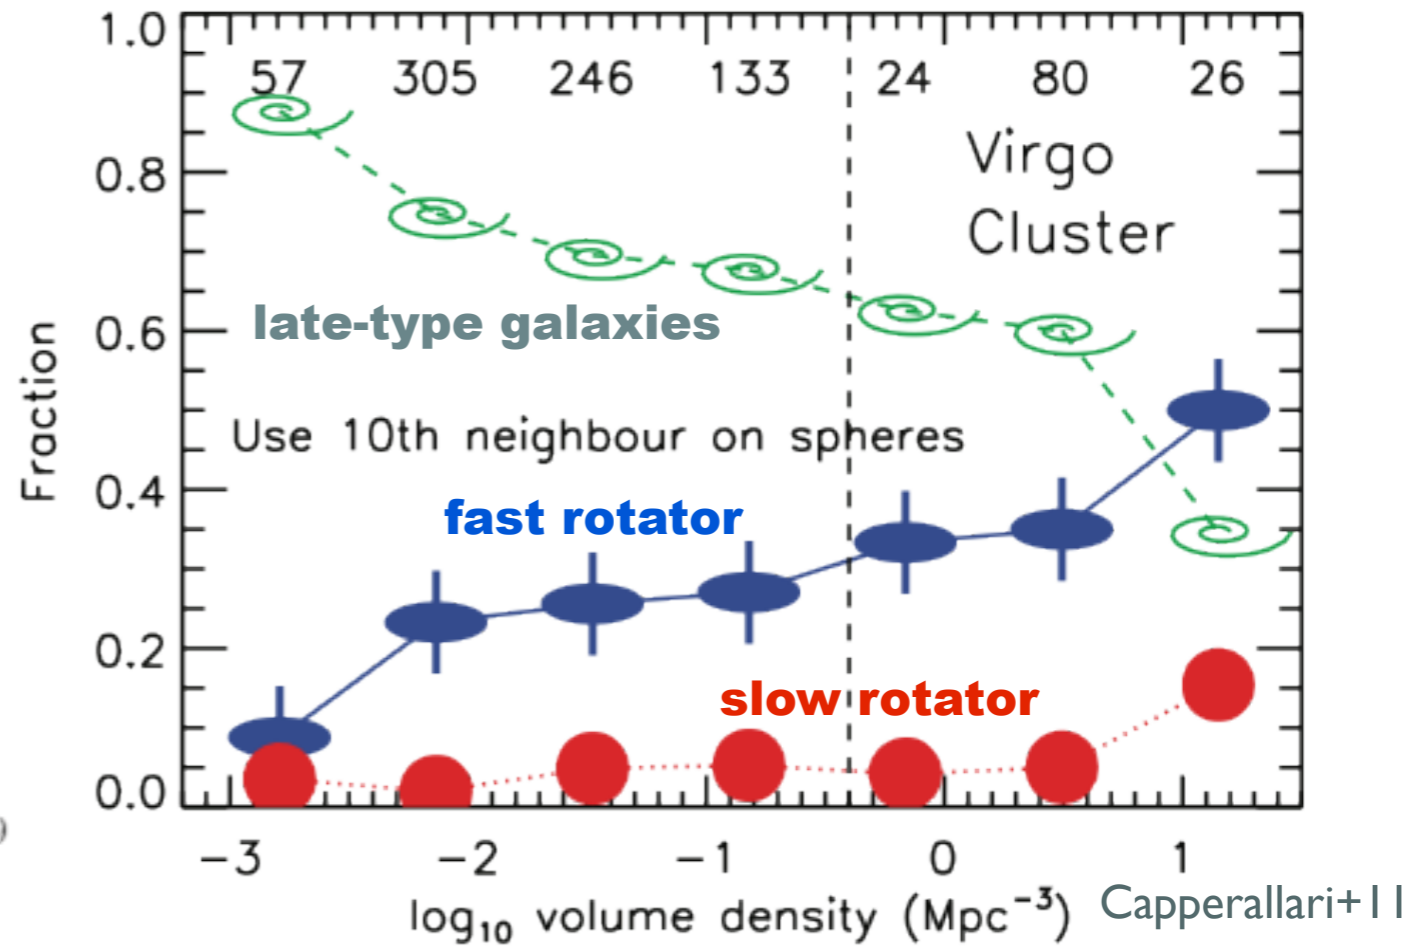 1.0
57 305 246 133 24 80 26
Virgo
Cluster
0.8
late-type galaxies
0.6
Use 10th neighbour on spheres
Fraction
fast rotator
0.4
0.2
slow rotator
0.0
)
−3 −2 −1 0 1
log10 volume density (Mpc−3)
Capperallari+11